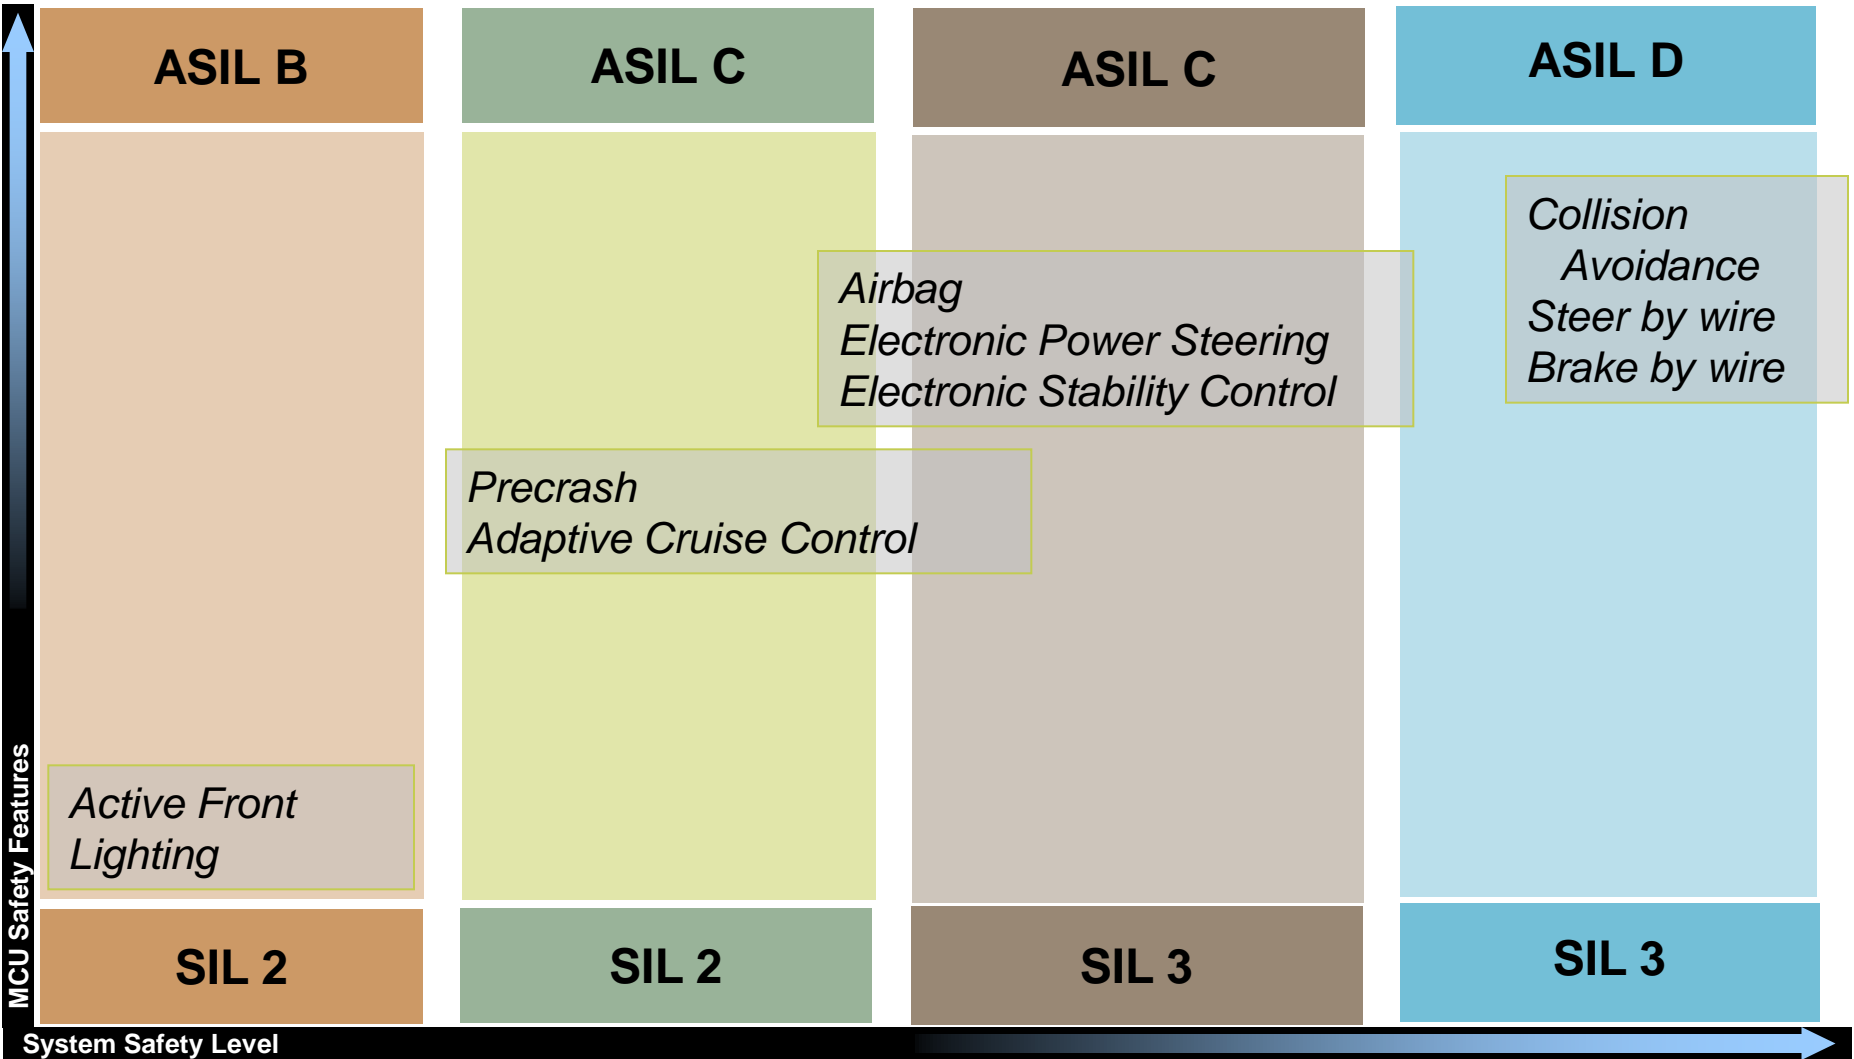 ASIL B
ASIL C
ASIL C
ASIL D
Collision
Avoidance
Steer by wire
Brake by wire
Airbag
Electronic Power Steering
Electronic Stability Control
Precrash
Adaptive Cruise Control
Active Front
Lighting
MCU Safety Features
SIL 2
SIL 2
SIL 3
SIL 3
System Safety Level